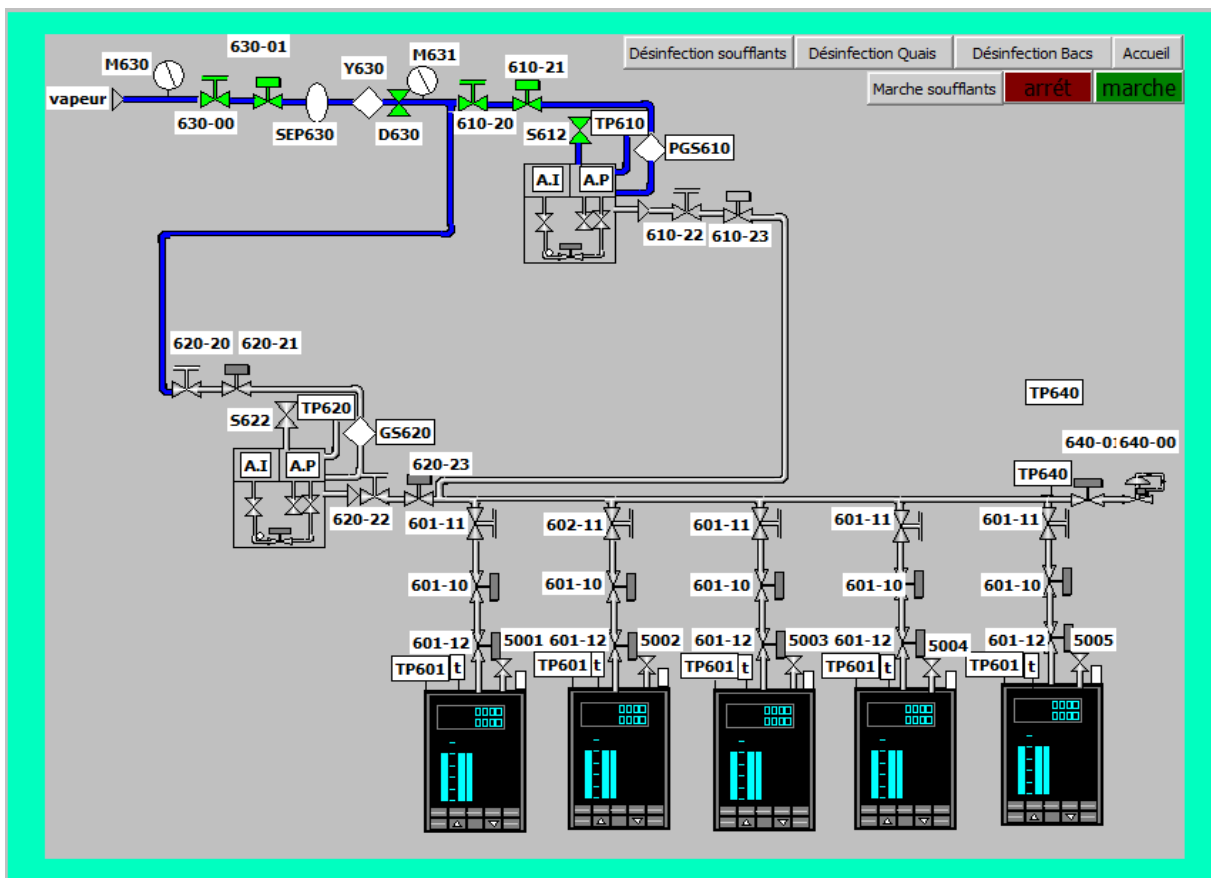 Désinfection soufflants Désinfection Quais Désinfection Bacs Accueil
Marche soufflants arrét marche
630-01
M630 Y630 M631 610-21
vapeur
630-00 SEP630 D630 610-20 S612 TP610
PGS610
A.I A.P
610-22 610-23
620-20 620-21
TP640
S622 TP620
GS620
640-01 640-00
A.I A.P 620-23 TP640
620-22 601-11 602-11 601-11 601-11 601-11
601-10 601-10 601-10 601-10 601-10
601-12 5001 601-12 5002 601-12 5003 601-12 5004 601-12 5005
TP601 t TP601 t TP601 t TP601 t TP601 t